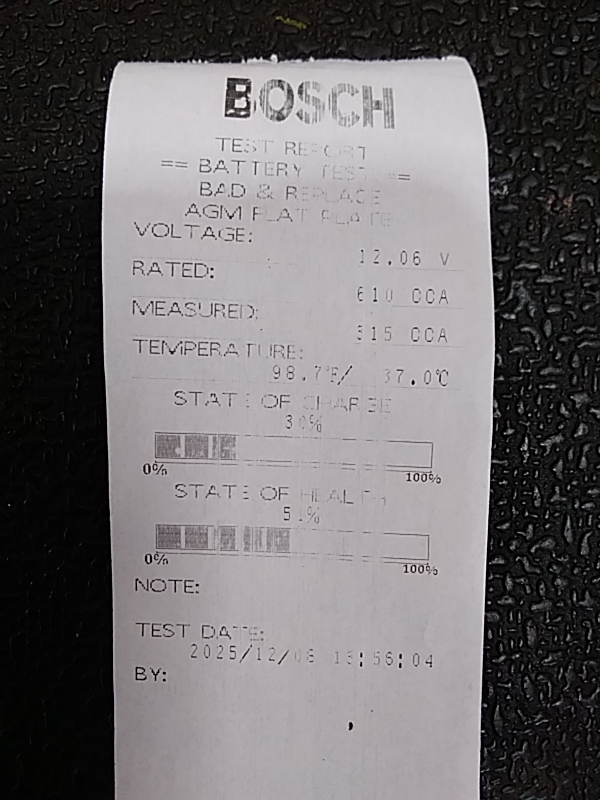 BOSCH
TEST REPORT
== BATTERY TEST ==
BAD & REPLACE
AGM FLAT PLATE
VOLTAGE:
12.06 V
RATED:
610 CCA
MEASURED:
315 CCA
TEMPERATURE:
98.7°F/ 37.0°C
STATE OF CHARGE
0% 100%
STATE OF HEALTH
51%
0% 100%
NOTE:
TEST DATE:
13:56:04
BY: